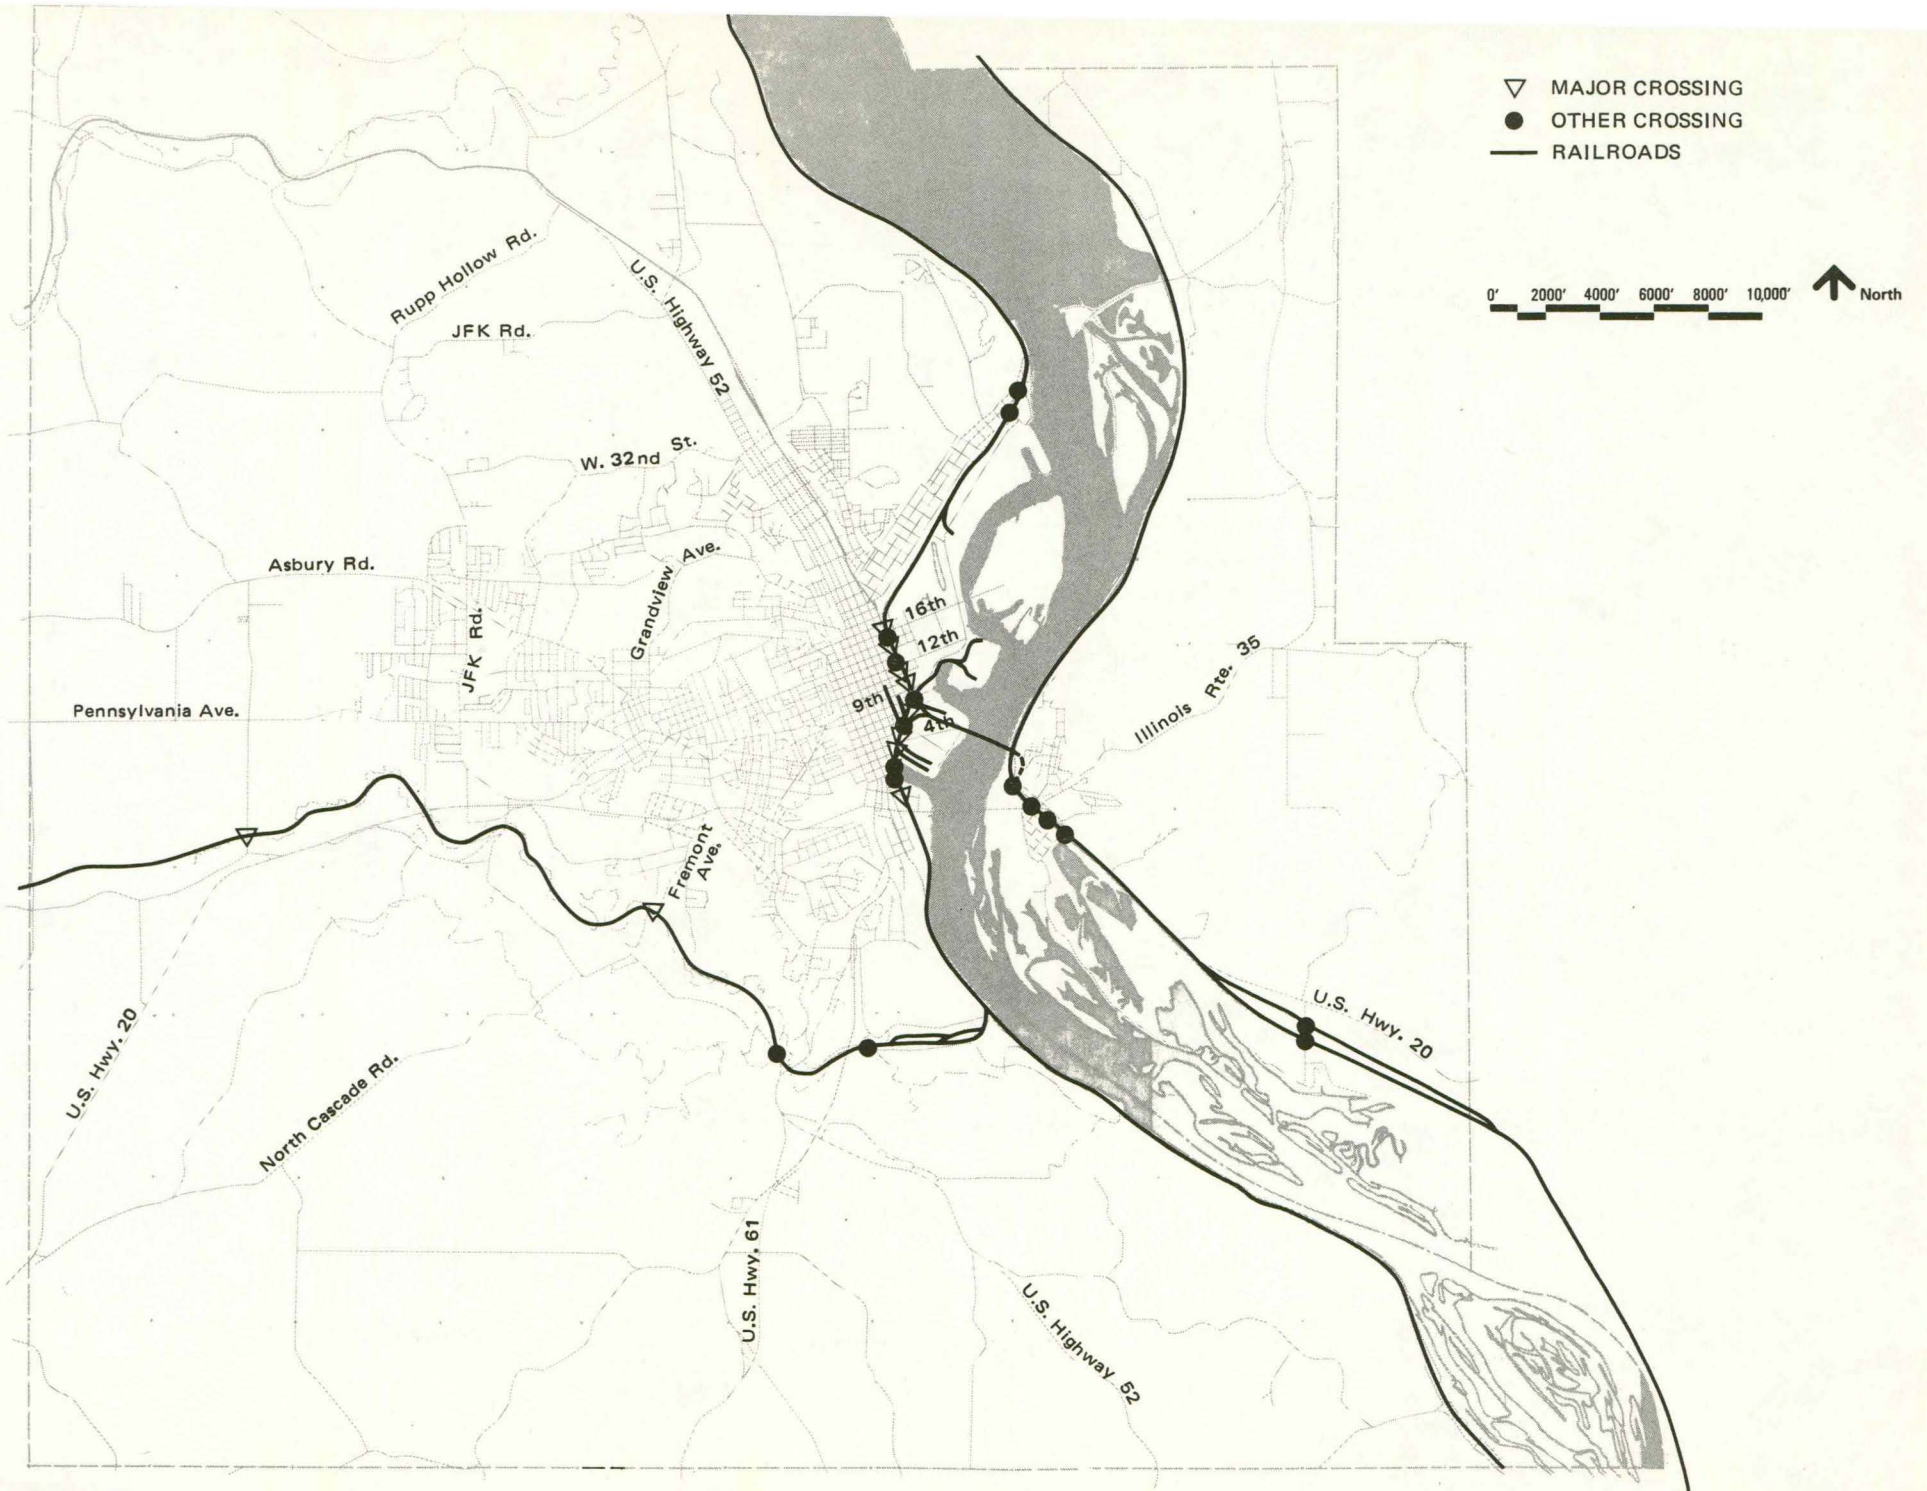 MAJOR CROSSING
OTHER CROSSING
RAILROADS
0' 2000' 4000' 6000' 8000' 10,000'
North
Rupp Hollow Rd.
JFK Rd.
U.S. Highway 52
W. 32nd St.
Asbury Rd.
Grandview Ave.
JFK Rd.
16th
12th
9th
4th
Pennsylvania Ave.
Illinois Rte. 35
Fremont
Ave.
U.S. Hwy. 20
U.S. Hwy. 20
North Cascade Rd.
U.S. Hwy. 61
U.S. Highway 52